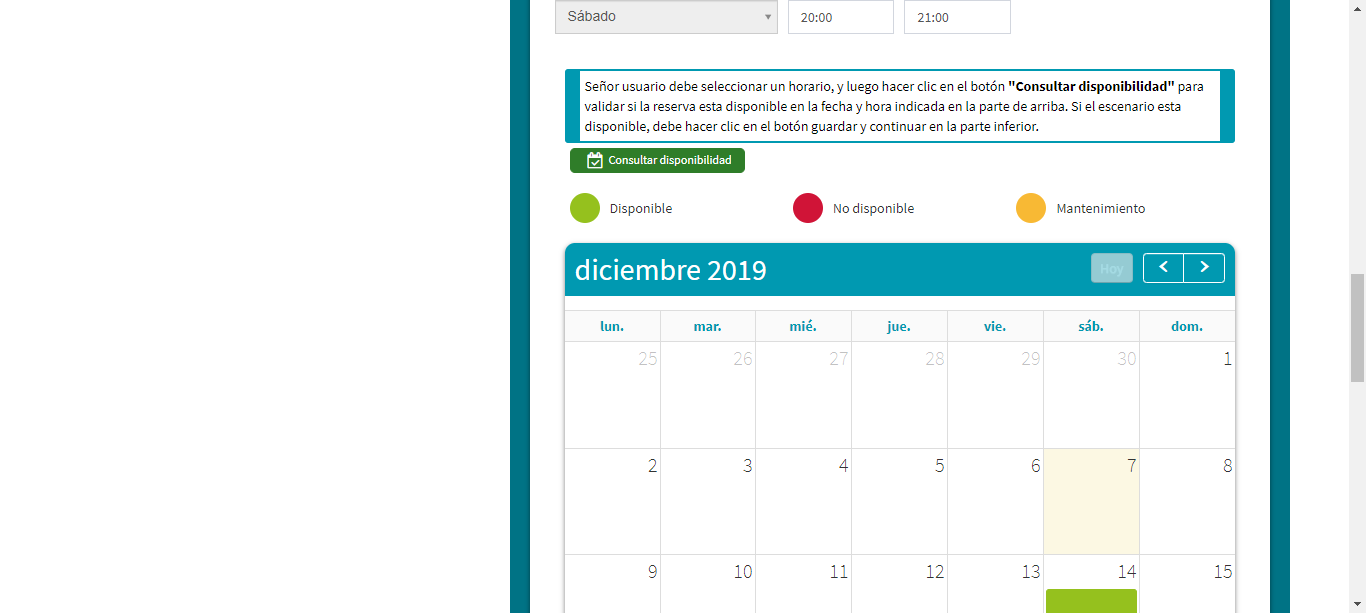 Sábado 20:00 21:00
Señor usuario debe seleccionar un horario, y luego hacer clic en el botón "Consultar disponibilidad" para
validar si la reserva esta disponible en la fecha y hora indicada en la parte de arriba. Si el escenario esta
disponible, debe hacer clic en el botón guardar y continuar en la parte inferior.
Consultar disponibilidad
Disponible No disponible Mantenimiento
diciembre 2019 Hoy
lun. mar. mié. jue. vie. sáb. dom.
25 26 27 28 29 30 1
2 3 4 5 6 7 8
9 10 11 12 13 14 15